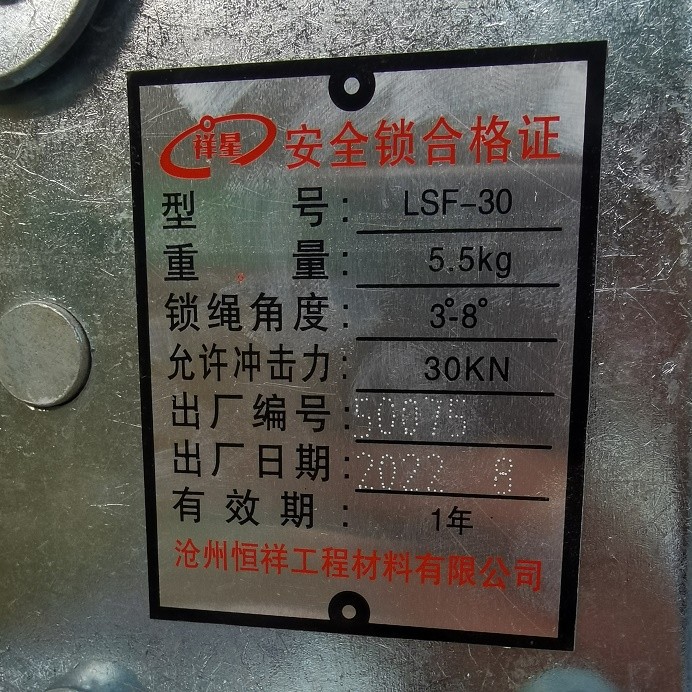 祥星 安全锁合格证
型 号: LSF-30
重 量: 5.5kg
锁绳角度: 3°-8°
允许冲击力: 30KN
出厂编号: 50075
出厂日期: 2022 8
有效期: 1年
沧州恒祥工程材料有限公司